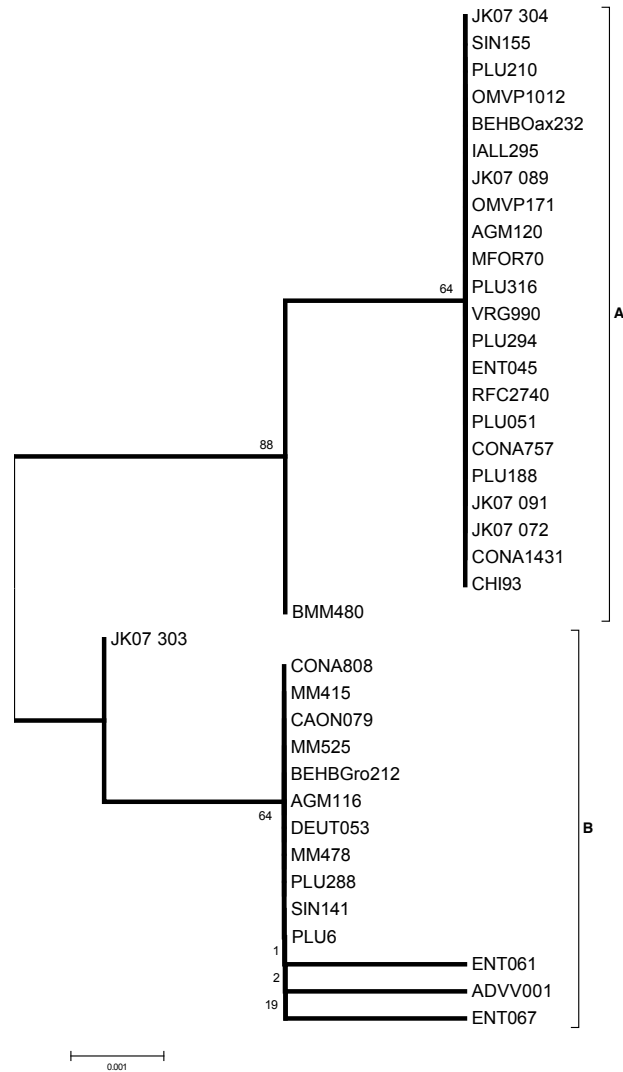 JK07 304
SIN155
PLU210
OMVP1012
BEHBOax232
IALL295
JK07 089
OMVP171
AGM120
MFOR70
64
PLU316
A
VRG990
PLU294
ENT045
RFC2740
PLU051
88
CONA757
PLU188
JK07 091
JK07 072
CONA1431
CHI93
BMM480
JK07 303
CONA808
MM415
CAON079
MM525
BEHBGro212
AGM116
64
DEUT053
B
MM478
PLU288
SIN141
PLU6
1
ENT061
2
ADVV001
19
ENT067
0.001